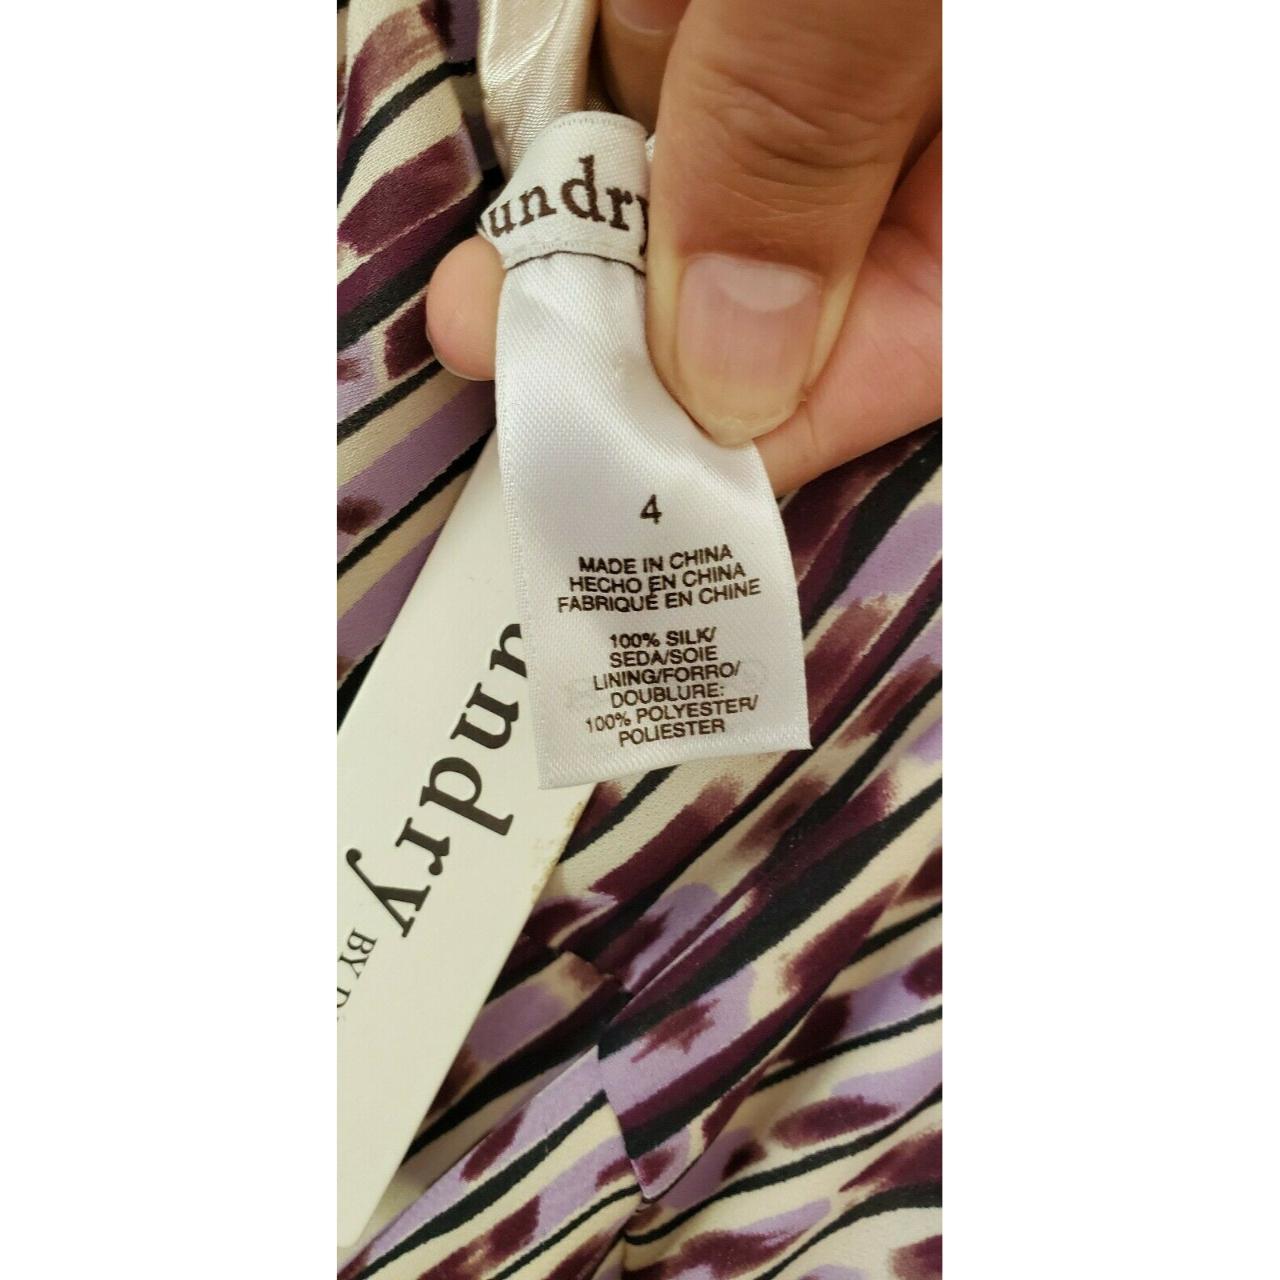 undry
4
MADE IN CHINA
HECHO EN CHINA
FABRIQUÉ EN CHINE
100% SILK/
SEDA/SOIE
LINING/FORRO/
DOUBLURE:
100% POLYESTER/
POLIESTER
undry
BY D